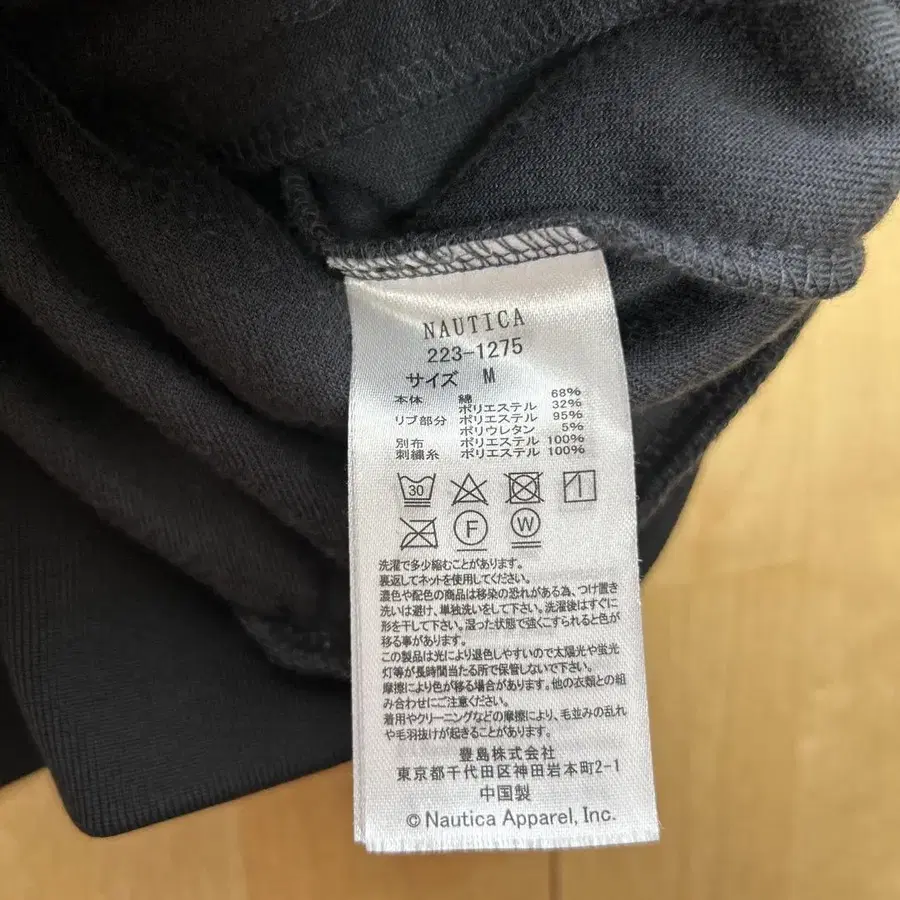 NAUTICA
223-1275
サイズ M
本体 綿 68%
ポリエステル 32%
リブ部分 ポリエステル 95%
ポリウレタン 5%
別布 ポリエステル 100%
刺繍糸 ポリエステル 100%
30
F W
洗濯で多少縮むことがあります。
裏返してネットを使用してください。
濃色や配色の商品は移染の恐れがある為、つけ置き
洗いは避け、単独洗いをして下さい。洗濯後はすぐに
形を干して下さい。湿った状態で強くこすられると色が
移る事があります。
この製品は光により退色しやすいので太陽光や蛍光
灯等が長時間当たる所で保管しないで下さい。
摩擦により色が移る場合があります。他の衣類との組
み合わせにご注意ください。
着用やクリーニングなどの摩擦により、毛並みの乱れ
や毛羽抜けが起きることがあります。
豊島株式会社
東京都千代田区神田岩本町2-1
中国製
© Nautica Apparel, Inc.